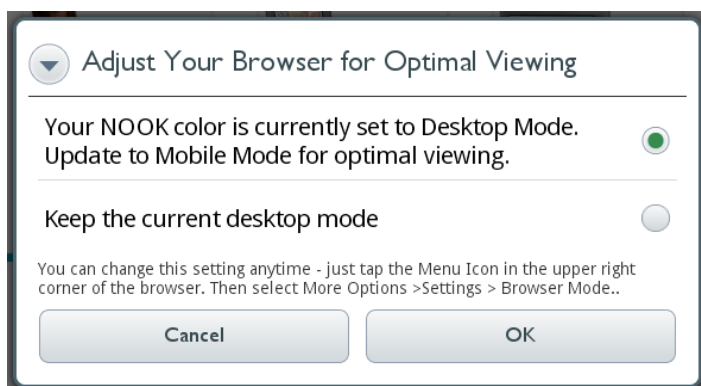 Adjust Your Browser for Optimal Viewing
Your NOOK color is currently set to Desktop Mode.
Update to Mobile Mode for optimal viewing.
Keep the current desktop mode
You can change this setting anytime - just tap the Menu Icon in the upper right
corner of the browser. Then select More Options >Settings > Browser Mode..
Cancel
OK